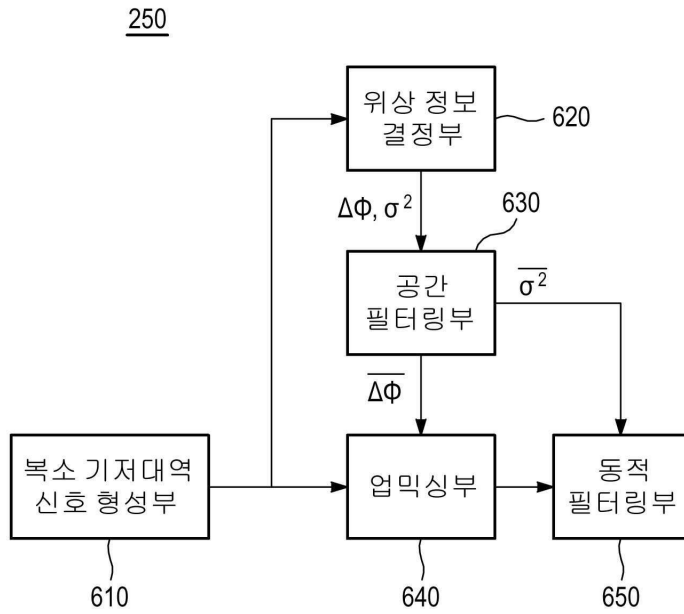 250
위상 정보
결정부
620
ΔΦ, σ²
630
공간
필터링부
σ²
ΔΦ
복소 기저대역
신호 형성부
업믹싱부
동적
필터링부
610
640
650